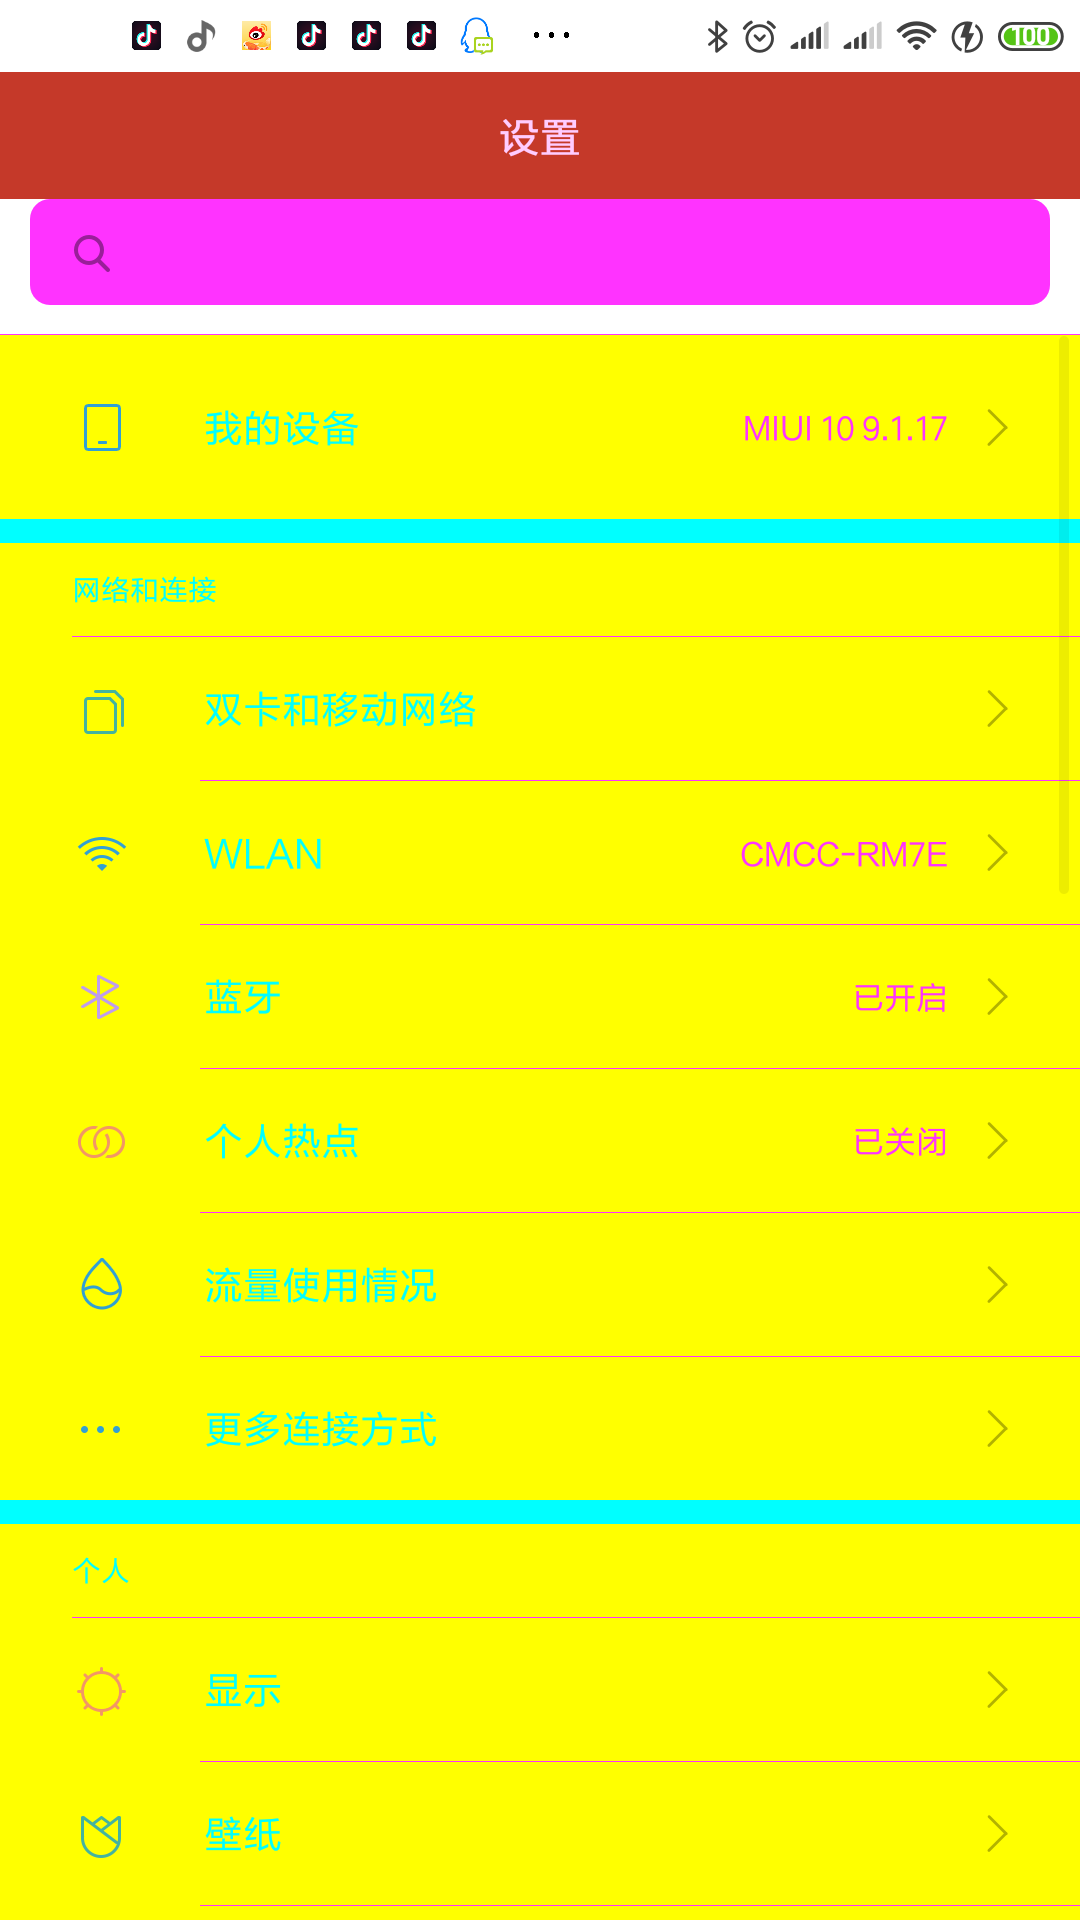 100
设置
我的设备
MIUI 10 9.1.17
网络和连接
双卡和移动网络
WLAN
CMCC-RM7E
蓝牙
已开启
个人热点
已关闭
流量使用情况
更多连接方式
个人
显示
壁纸